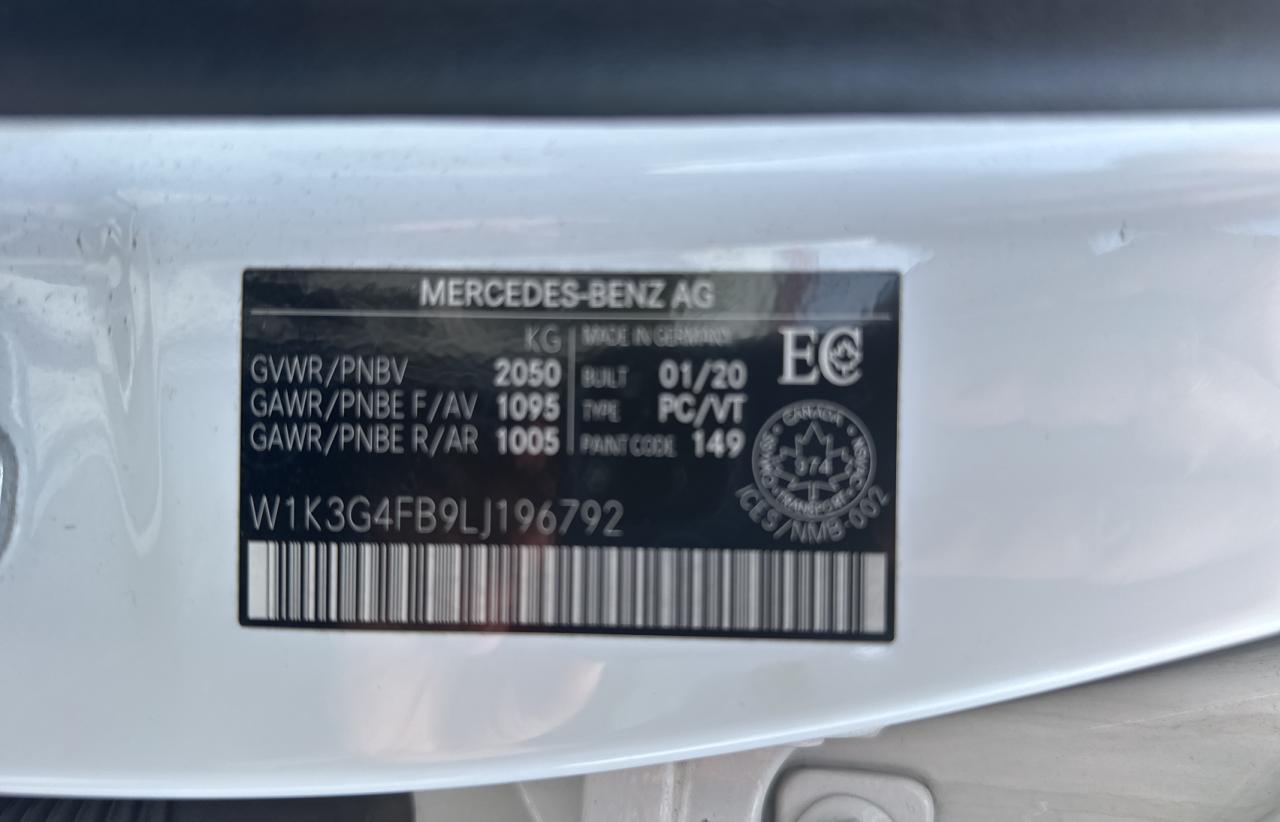 MERCEDES-BENZ AG
KG
GVWR/PNBV 2050
GAWR/PNBE F/AV 1095
GAWR/PNBE R/AR 1005
MADE IN GERMANY
BUILT 01/20
TYPE PC/VT
PAINT CODE 149
EC
CANADA
374
TRANSPORT
ICES/NMB-002
W1K3G4FB9LJ196792